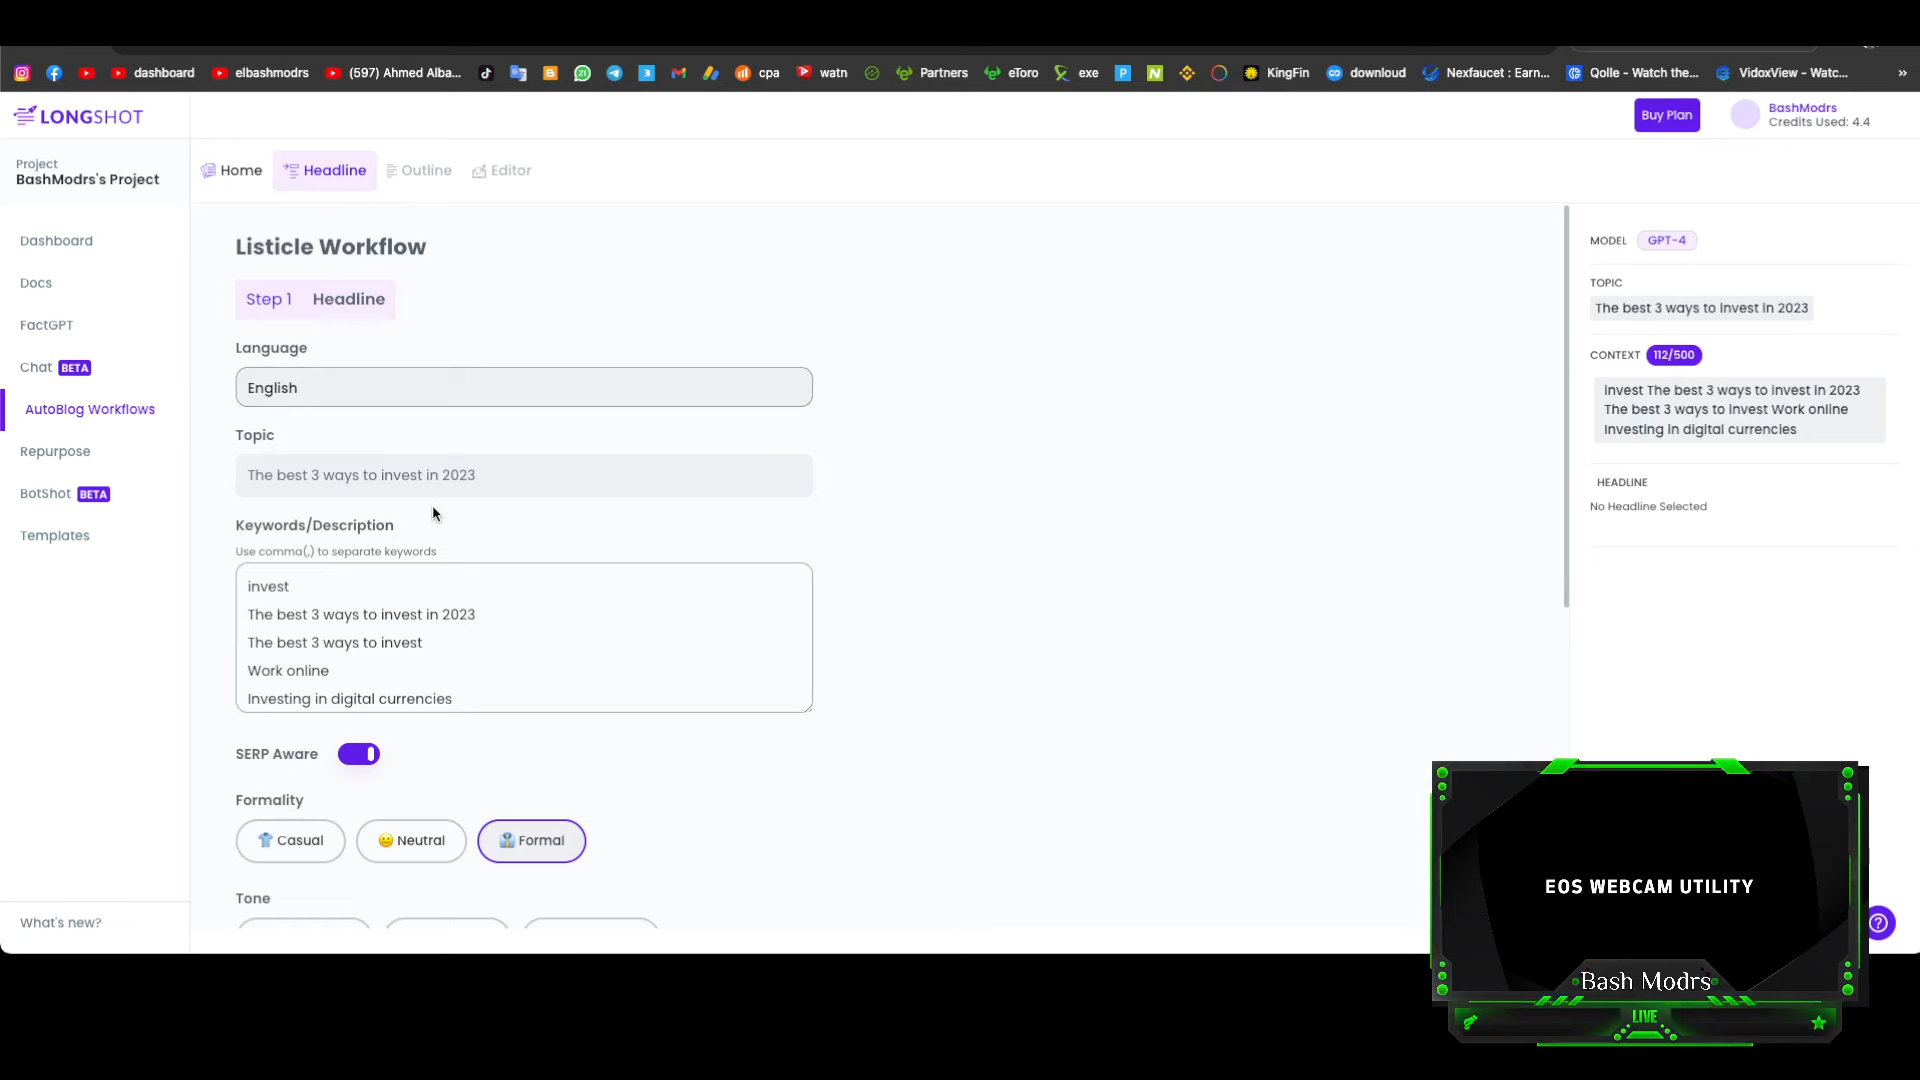 dashboard
elbashmodrs
(597) Ahmed Alba...
cpa
watn
Partners
eToro
exe
KingFin
downloud
Nexfaucet : Earn...
Qolle - Watch the...
VidoxView - Watc...
»
LONGSHOT
Buy Plan
BashModrs
Credits Used: 4.4
Project
BashModrs's Project
Home
Headline
Outline
Editor
Dashboard
Docs
FactGPT
Chat BETA
AutoBlog Workflows
Repurpose
BotShot BETA
Templates
What's new?
Listicle Workflow
Step 1 Headline
Language
English
Topic
The best 3 ways to invest in 2023
Keywords/Description
Use comma(,) to separate keywords
invest
The best 3 ways to invest in 2023
The best 3 ways to invest
Work online
Investing in digital currencies
SERP Aware
Formality
Casual
Neutral
Formal
Tone
MODEL GPT-4
TOPIC
The best 3 ways to invest in 2023
CONTEXT 112/500
Invest The best 3 ways to invest in 2023
The best 3 ways to invest Work online
Investing in digital currencies
HEADLINE
No Headline Selected
EOS WEBCAM UTILITY
Bash Modrs
LIVE